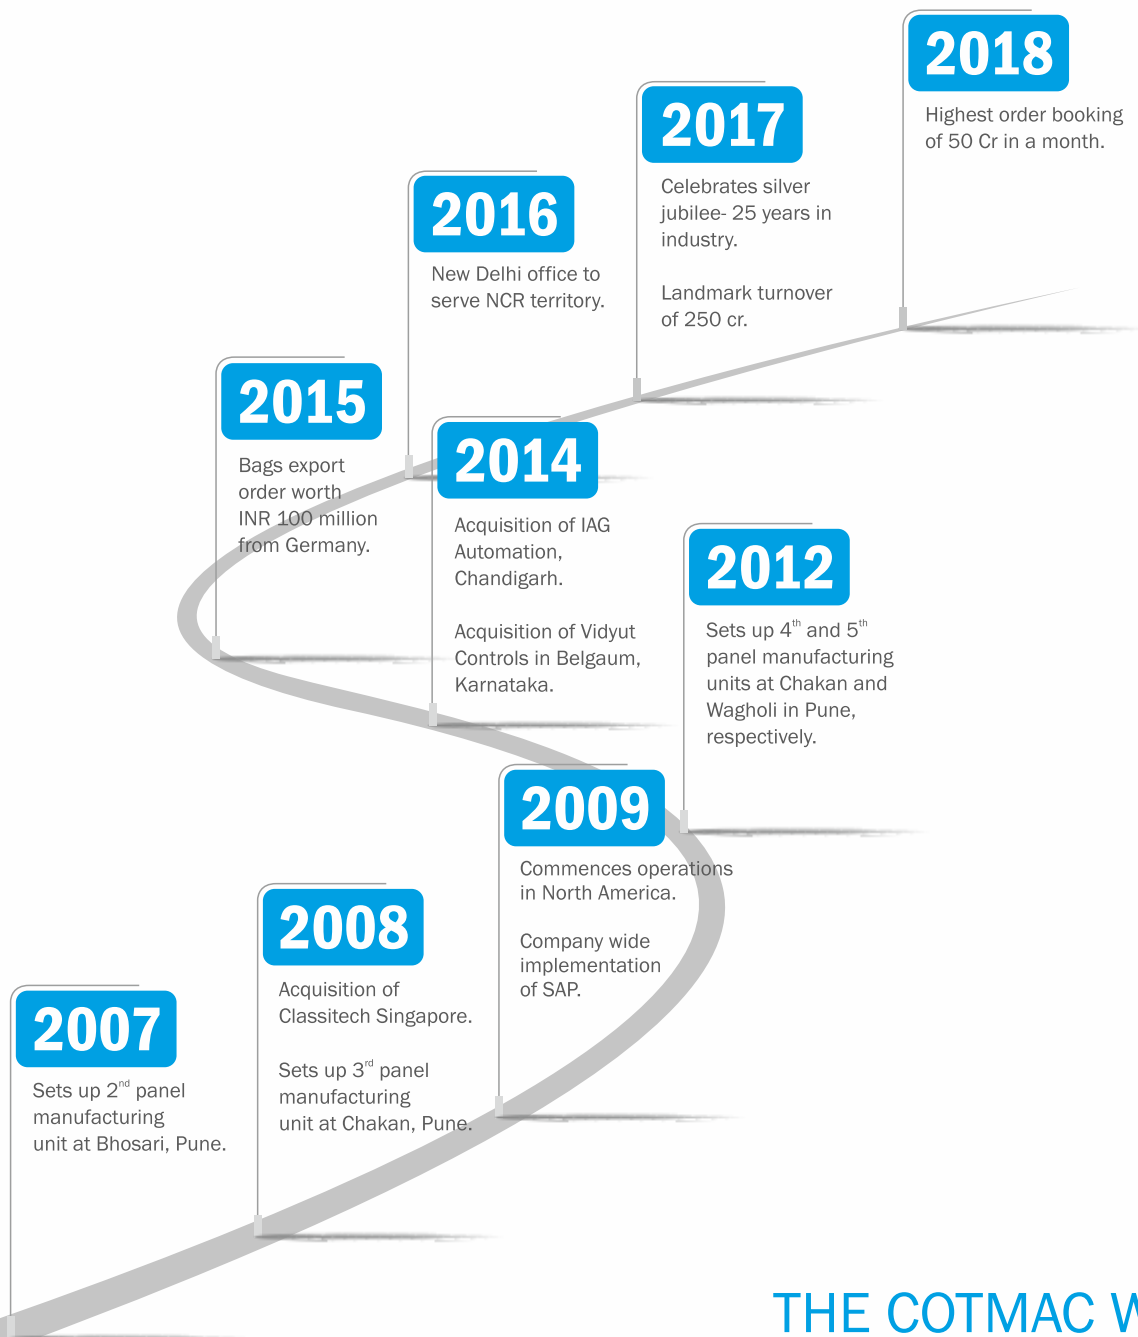 2018
Highest order booking
of 50 Cr in a month.
2017
Celebrates silver
jubilee- 25 years in
industry.
Landmark turnover
of 250 cr.
2016
New Delhi office to
serve NCR territory.
2015
Bags export
order worth
INR 100 million
from Germany.
2014
Acquisition of IAG
Automation,
Chandigarh.
Acquisition of Vidyut
Controls in Belgaum,
Karnataka.
2012
Sets up 4th and 5th
panel manufacturing
units at Chakan and
Wagholi in Pune,
respectively.
2009
Commences operations
in North America.
Company wide
implementation
of SAP.
2008
Acquisition of
Classitech Singapore.
Sets up 3rd panel
manufacturing
unit at Chakan, Pune.
2007
Sets up 2nd panel
manufacturing
unit at Bhosari, Pune.
THE COTMAC